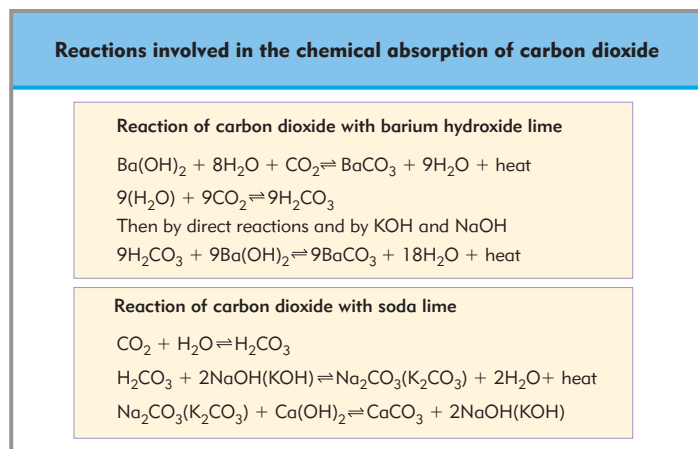 Reactions involved in the chemical absorption of carbon dioxide
Reaction of carbon dioxide with barium hydroxide lime
Ba(OH)₂ + 8H₂O + CO₂⇌ BaCO₃ + 9H₂O + heat
9(H₂O) + 9CO₂⇌9H₂CO₃
Then by direct reactions and by KOH and NaOH
9H₂CO₃ + 9Ba(OH)₂⇌9BaCO₃ + 18H₂O + heat
Reaction of carbon dioxide with soda lime
CO₂ + H₂O⇌H₂CO₃
H₂CO₃ + 2NaOH(KOH)⇌Na₂CO₃(K₂CO₃) + 2H₂O+ heat
Na₂CO₃(K₂CO₃) + Ca(OH)₂⇌CaCO₃ + 2NaOH(KOH)